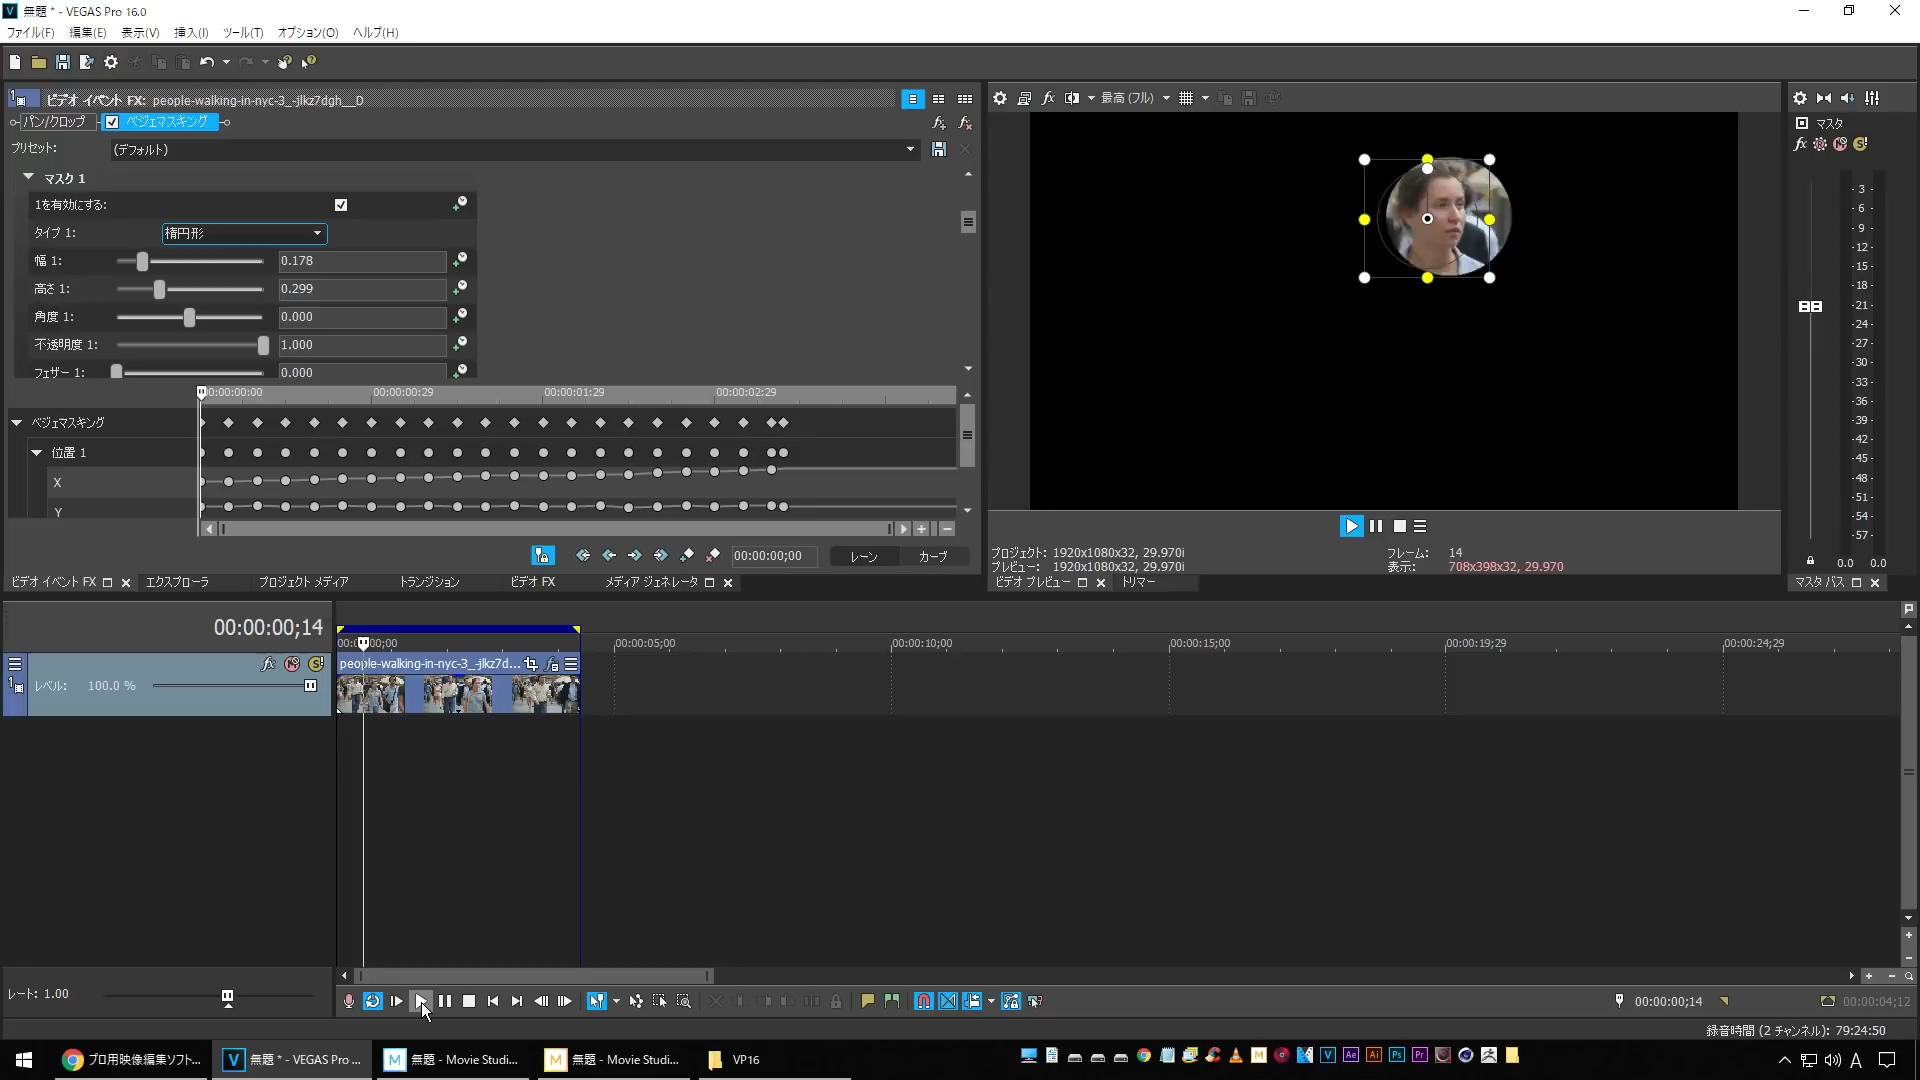 無題 * - VEGAS Pro 16.0
ファイル(F) 編集(E) 表示(V) 挿入(I) ツール(T) オプション(O) ヘルプ(H)
ビデオ イベント FX: people-walking-in-nyc-3_-jlkz7dgh__D
パン/クロップ ベジェマスキング
プリセット: (デフォルト)
マスク 1
1を有効にする:
タイプ 1: 楕円形
幅 1: 0.178
高さ 1: 0.299
角度 1: 0.000
不透明度 1: 1.000
フェザー 1: 0.000
00:00:00:00 00:00:00:29 00:00:01:29 00:00:02:29
ベジェマスキング
位置 1
X
Y
00:00:00;00 レーン カーブ
ビデオ イベント FX エクスプローラ プロジェクト メディア トランジション ビデオ FX メディア ジェネレータ
最高 (フル)
プロジェクト: 1920x1080x32, 29.970i フレーム: 14
プレビュー: 1920x1080x32, 29.970i 表示: 708x398x32, 29.970
ビデオ プレビュー トリマー
マスタ
- 3 -
- 6 -
- 9 -
-12-
-15-
-18-
-21-
-24-
-27-
-30-
-33-
-36-
-39-
-42-
-45-
-48-
-51-
-54-
-57-
0.0 0.0
マスタ バス
00:00:00;14
00:00:05;00 00:00:10;00 00:00:15;00 00:00:19;29 00:00:24;29
people-walking-in-nyc-3_-jlkz7d...
レベル: 100.0 %
レート: 1.00
00:00:00;14 00:00:04;12
録音時間 (2 チャンネル): 79:24:50
プロ用映像編集ソフト... 無題 * - VEGAS Pro ... 無題 - Movie Studi... 無題 - Movie Studi... VP16
A